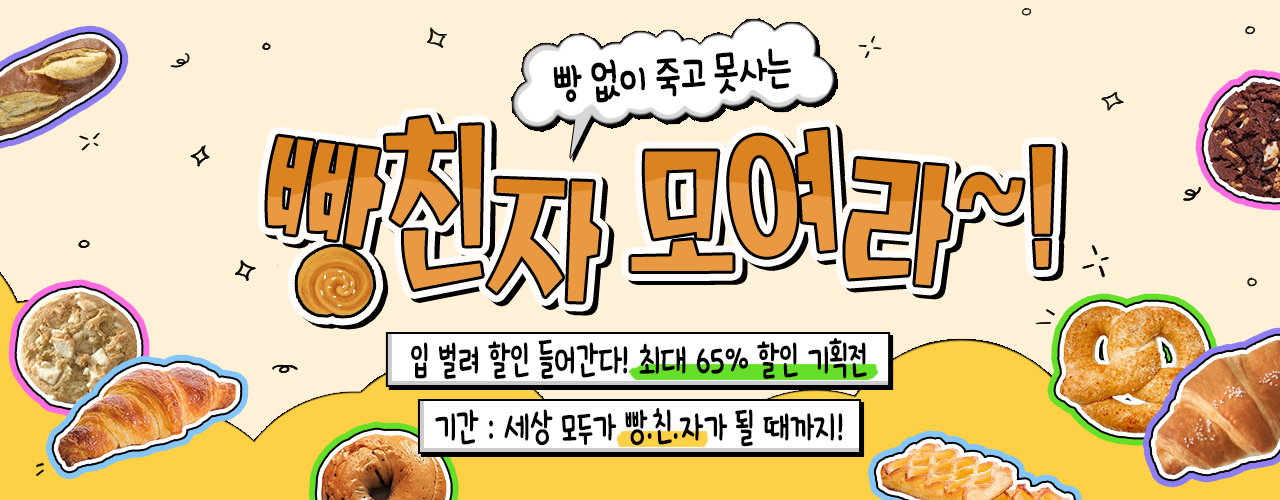 빵 없이 죽고 못사는
빵친자 모여라~!
입 벌려 할인 들어간다! 최대 65% 할인 기획전
기간 : 세상 모두가 빵.친.자가 될 때까지!